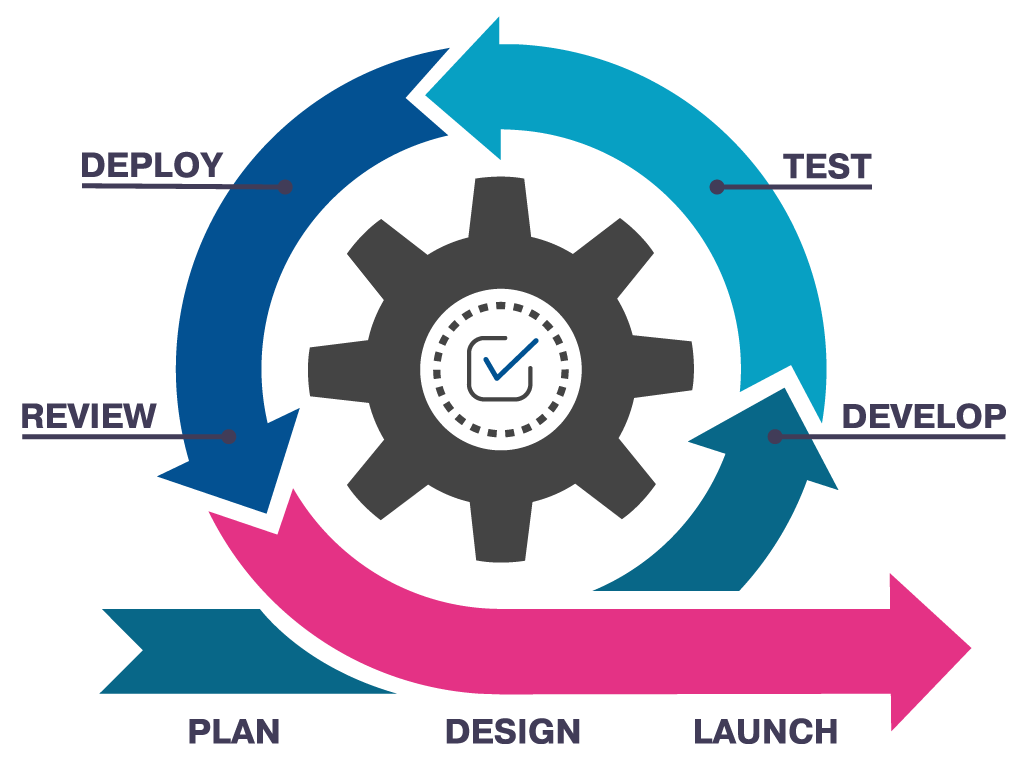 DEPLOY
TEST
REVIEW
DEVELOP
PLAN
DESIGN
LAUNCH